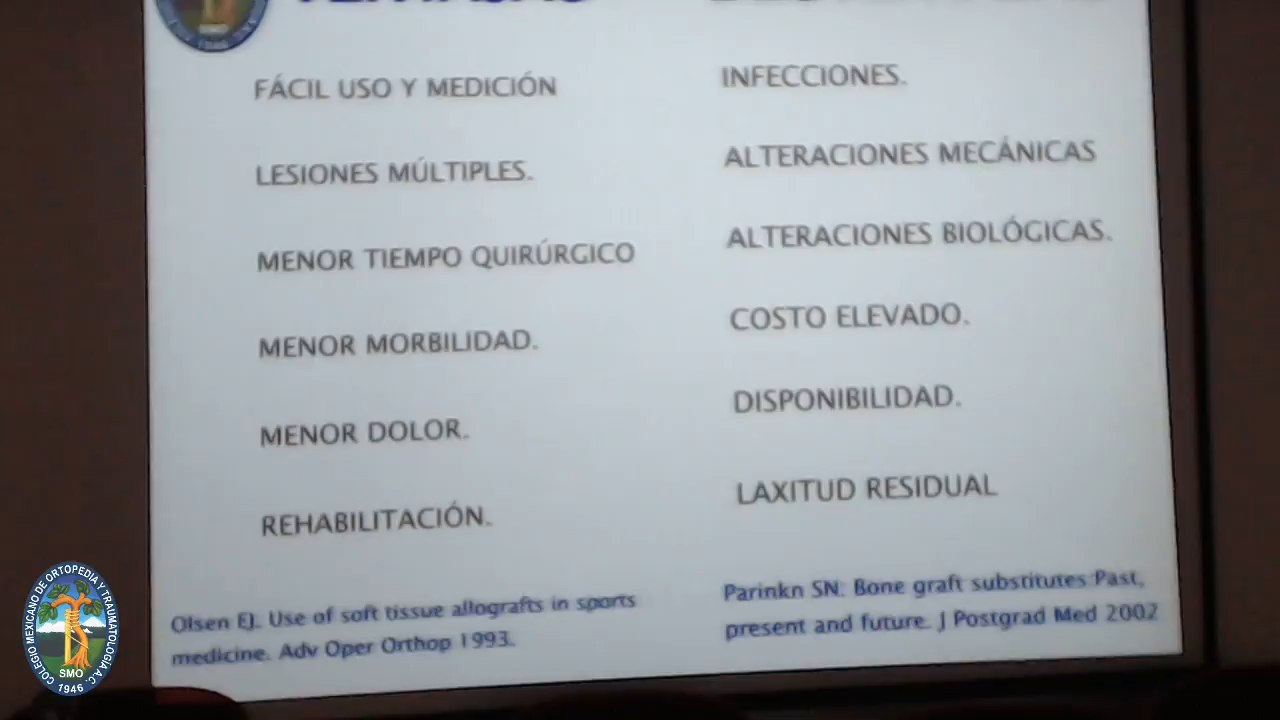 FÁCIL USO Y MEDICIÓN
LESIONES MÚLTIPLES.
MENOR TIEMPO QUIRÚRGICO
MENOR MORBILIDAD.
MENOR DOLOR.
REHABILITACIÓN.
Olsen EJ. Use of soft tissue allografts in sports
medicine. Adv Oper Orthop 1993.
INFECCIONES.
ALTERACIONES MECÁNICAS
ALTERACIONES BIOLÓGICAS.
COSTO ELEVADO.
DISPONIBILIDAD.
LAXITUD RESIDUAL
Parinkn SN: Bone graft substitutes Past,
present and future. J Postgrad Med 2002
COLEGIO MEXICANO DE ORTOPEDIA Y TRAUMATOLOGIA A.C.
SMO
1946